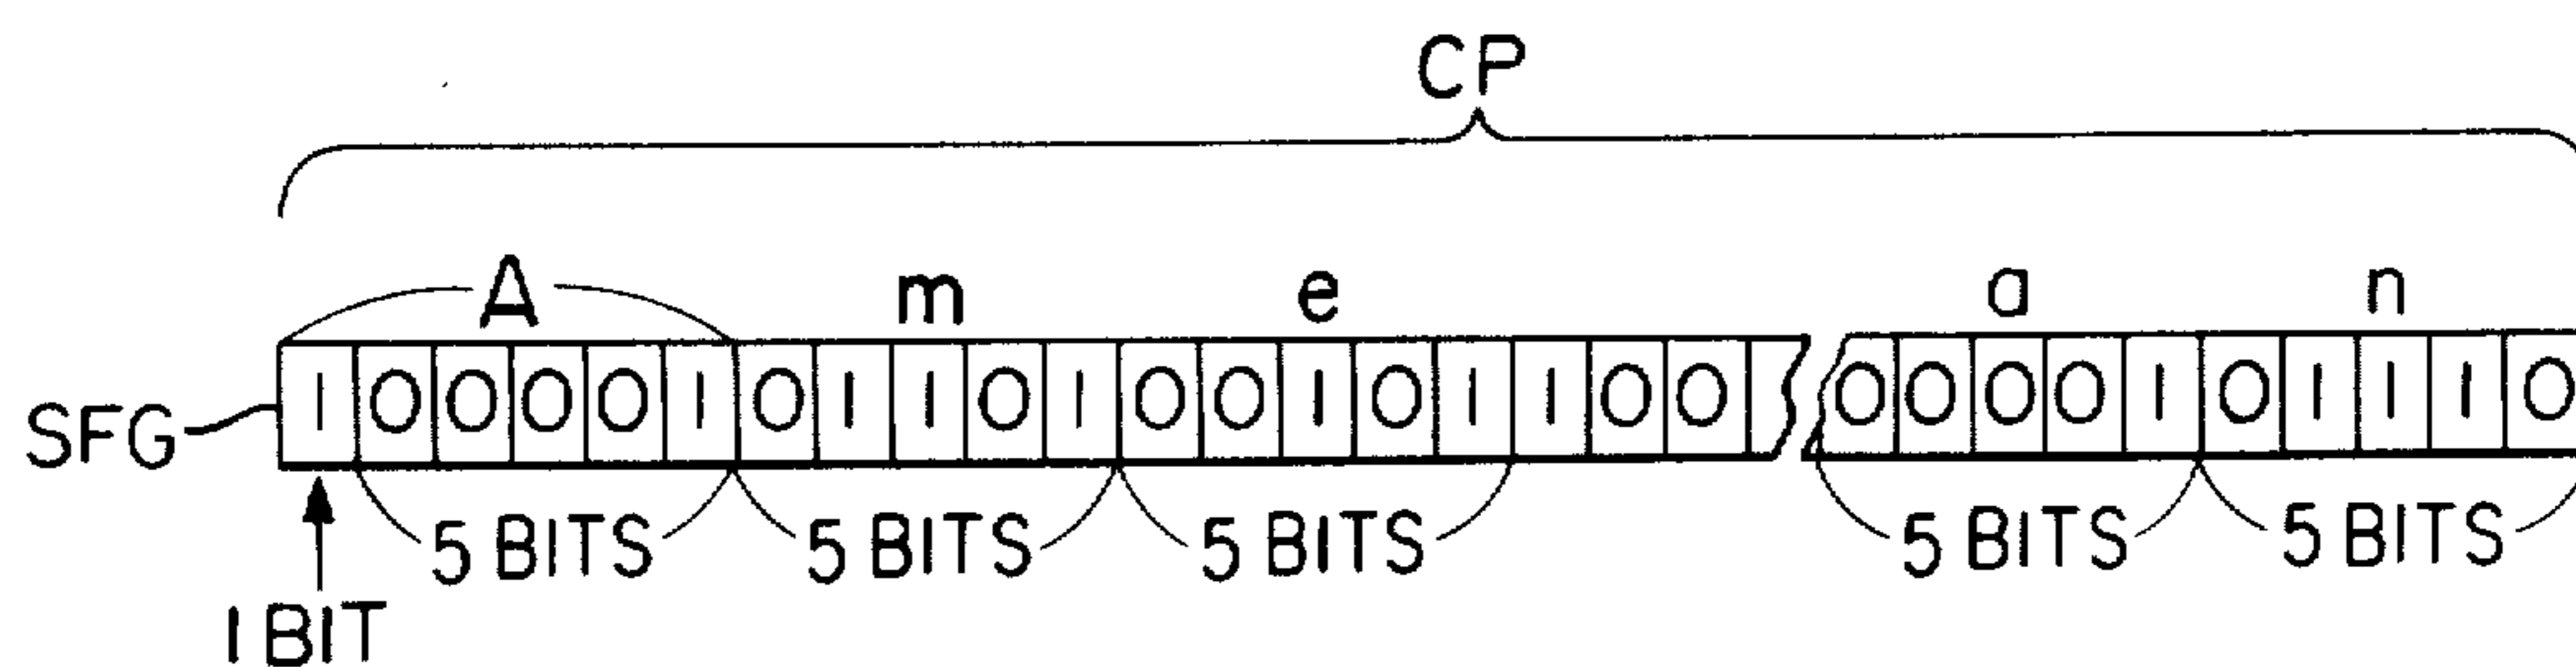 CP
A m e a n
SFG 1 0 0 0 0 1 0 1 1 0 1 0 0 1 0 1 1 0 0 0 0 0 0 1 0 1 1 1 0
5 BITS 5 BITS 5 BITS 5 BITS 5 BITS
1 BIT